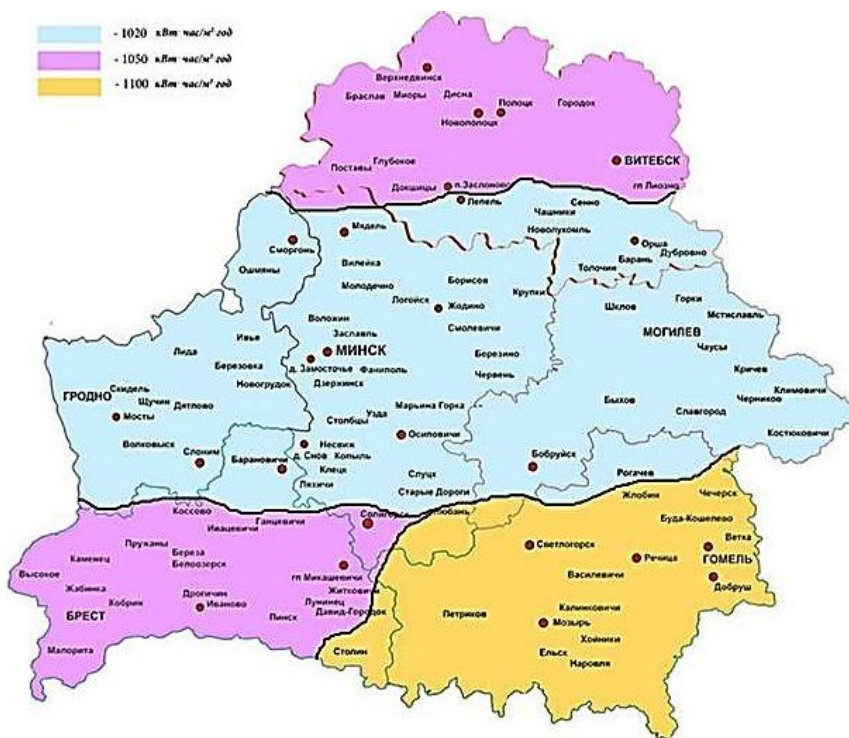 - 1020 кВт·час/м² год
- 1050 кВт·час/м² год
- 1100 кВт·час/м² год
Верхнедвинск
Браслав
Миоры
Дисна
Полоцк
Городок
Новополоцк
Поставы
Глубокое
ВИТЕБСК
Докшицы
п.Заслоново
гп Лиозно
Лепель
Сенно
Чашники
Новолукомль
Сморгонь
Мядель
Орша
Ошмяны
Вилейка
Барань
Дубровно
Толочин
Молодечно
Борисов
Логойск
Жодино
Крупки
Шклов
Горки
Мстиславль
Воложин
Заславль
Смолевичи
МОГИЛЕВ
Ивье
Лида
МИНСК
Чаусы
Березовка
д. Замосточье
Фаниполь
Березино
Кричев
Новогрудок
Дзержинск
Червень
ГРОДНО
Скидель
Щучин
Дятлово
Климовичи
Черников
Мосты
Столбцы
Узда
Марьина Горка
Быхов
Славгород
Костюковичи
Волковыск
Слоним
Осиповичи
Несвиж
д. Снов
Копыль
Барановичи
Клецк
Ляхичи
Слуцк
Бобруйск
Рогачев
Старые Дороги
Жлобин
Чечерск
Коссово
Ганцевичи
Солигорск
Любань
Ивацевичи
Буда-Кошелево
Пружаны
Береза
Ветка
Каменец
Белоозерск
Светлогорск
Речица
ГОМЕЛЬ
Высокое
гп Микашевичи
Василевичи
Добруш
Жабинка
Дрогичин
Житковичи
Кобрин
Иваново
Лунинец
Калинковичи
БРЕСТ
Пинск
Давид-Городок
Петриков
Мозырь
Хойники
Малорита
Столин
Ельск
Наровля